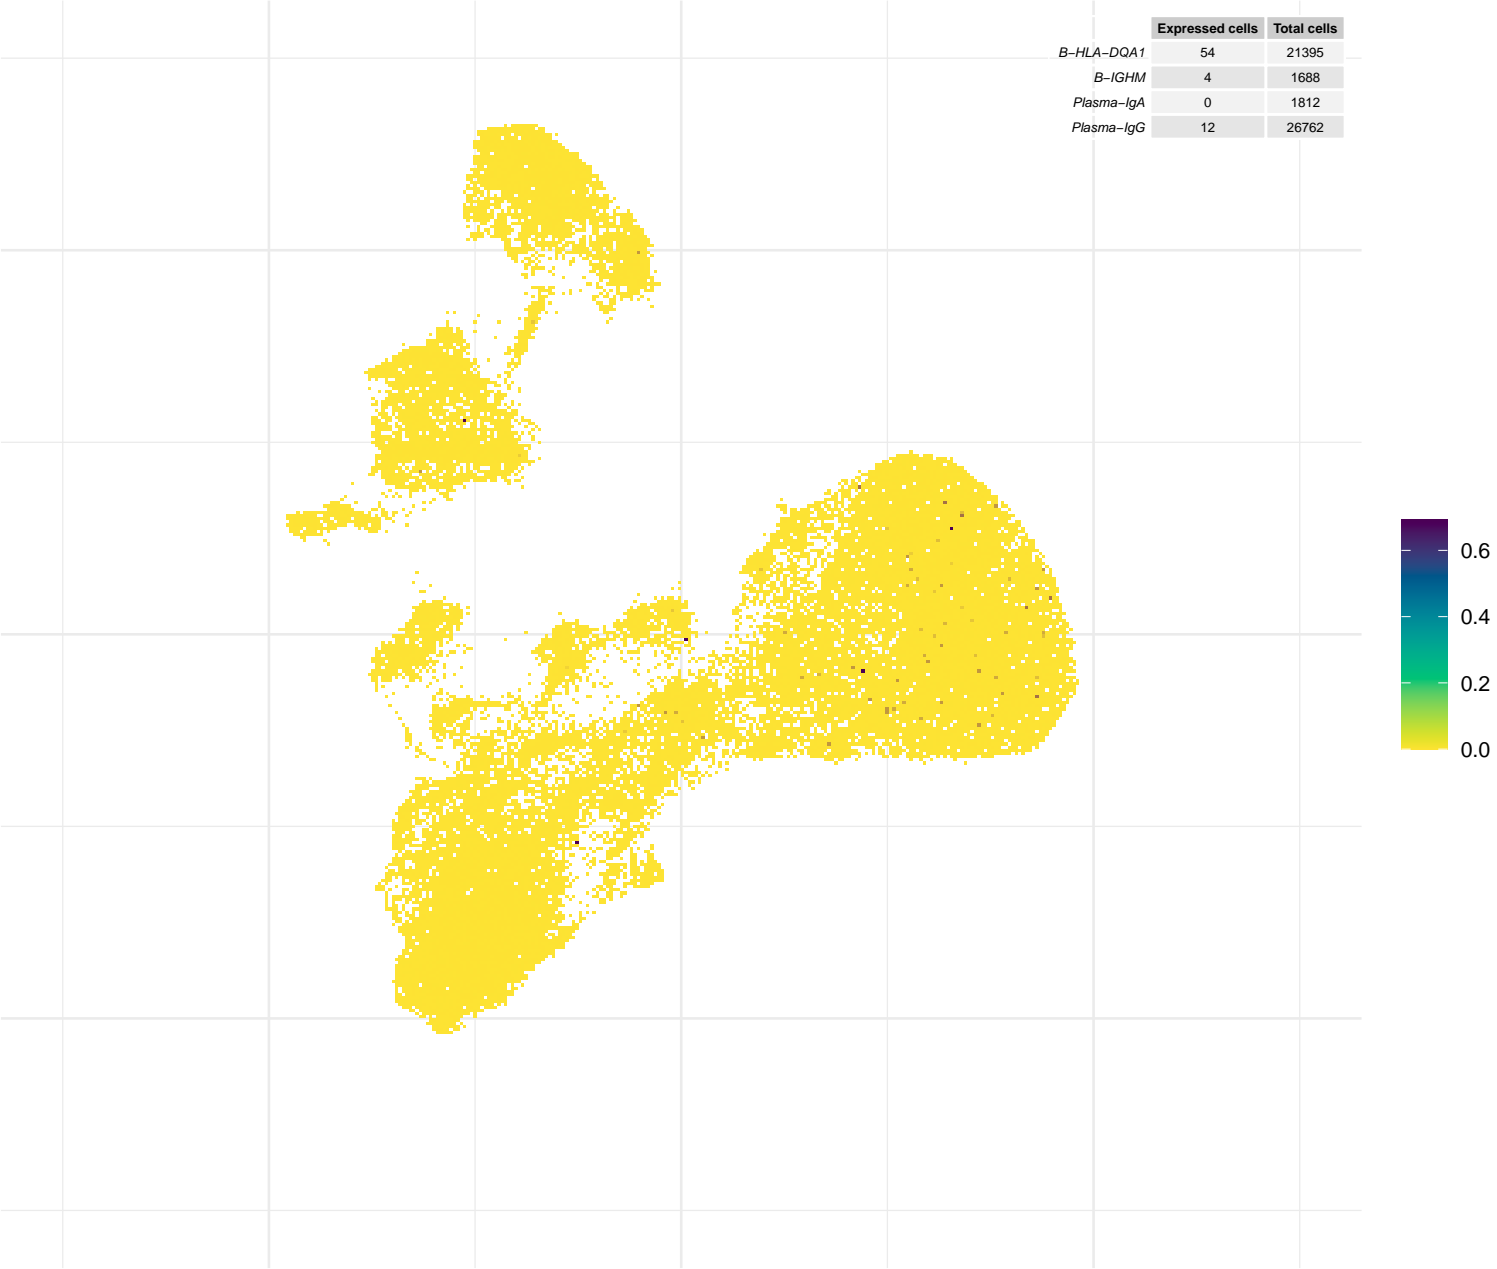 Expressed cells Total cells
B−HLA−DQA1 54 21395
B−IGHM 4 1688
Plasma−IgA 0 1812
Plasma−IgG 12 26762
0.6
0.4
0.2
0.0